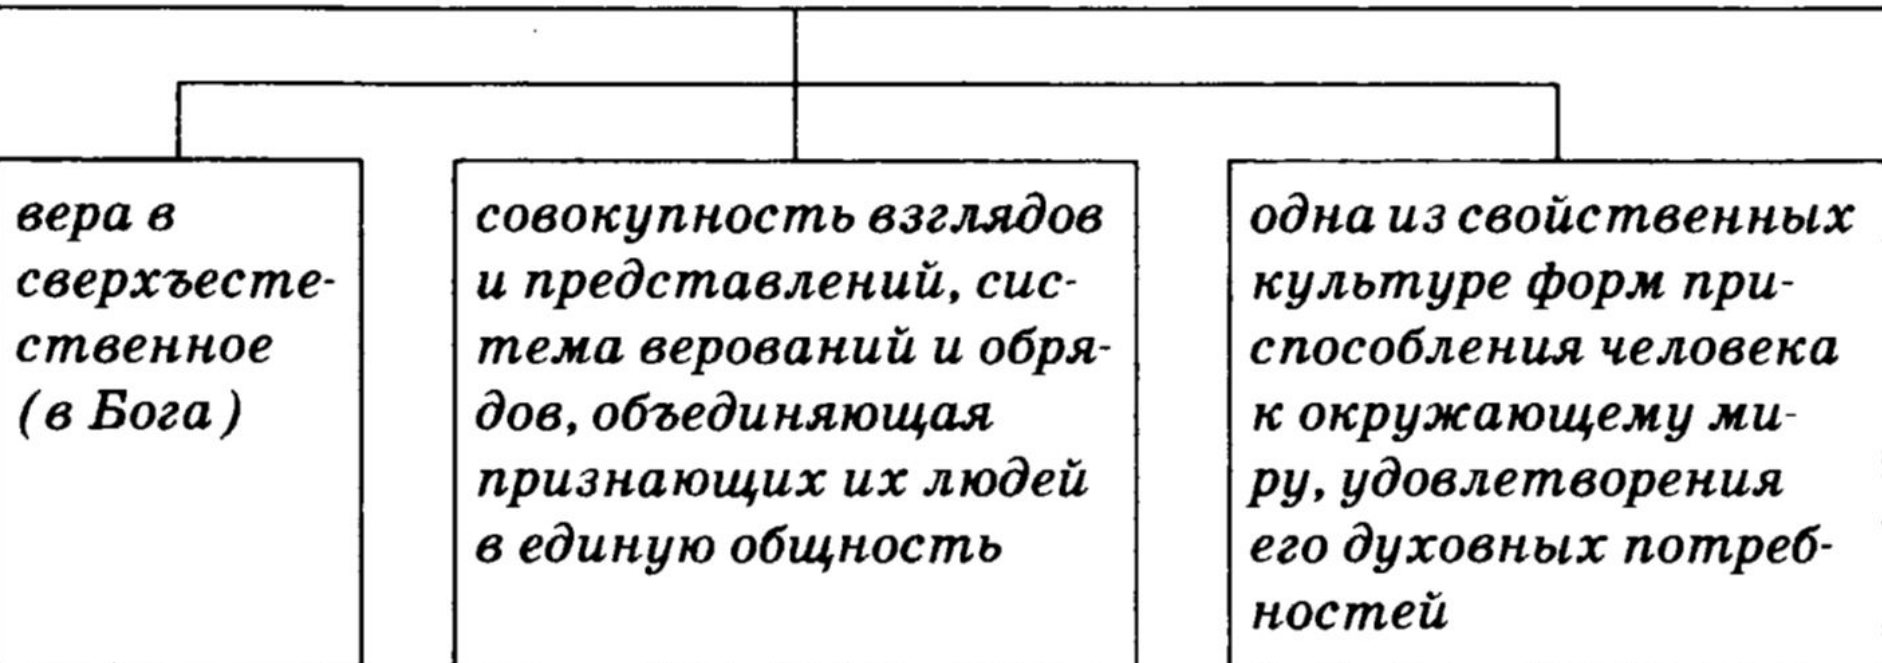 вера в
сверхъесте-
ственное
(в Бога)
совокупность взглядов
и представлений, сис-
тема верований и обря-
дов, объединяющая
признающих их людей
в единую общность
одна из свойственных
культуре форм при-
способления человека
к окружающему ми-
ру, удовлетворения
его духовных потреб-
ностей